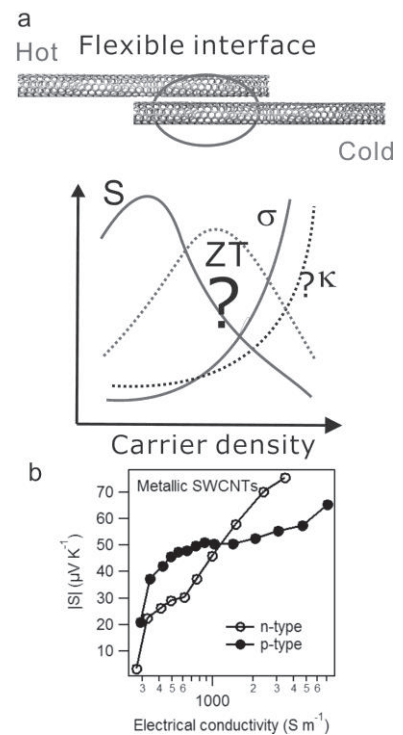 a
Flexible interface
Hot
Cold
S
σ
ZT
?
?κ
Carrier density
b
Metallic SWCNTs
70
60
50
40
30
20
10
n-type
p-type
3 4 5 6 2 3 4 5 6
1000
|S| (μV K⁻¹)
Electrical conductivity (S m⁻¹)